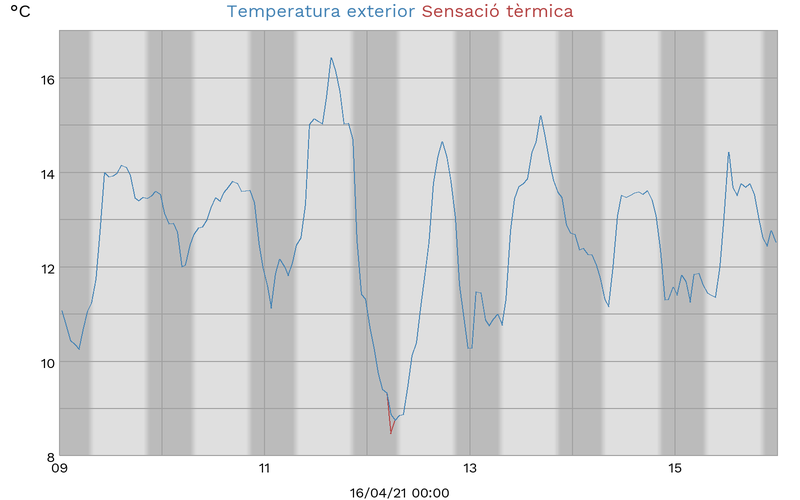 °C
Temperatura exterior Sensació tèrmica
16
14
12
10
8
09 11 13 15
16/04/21 00:00